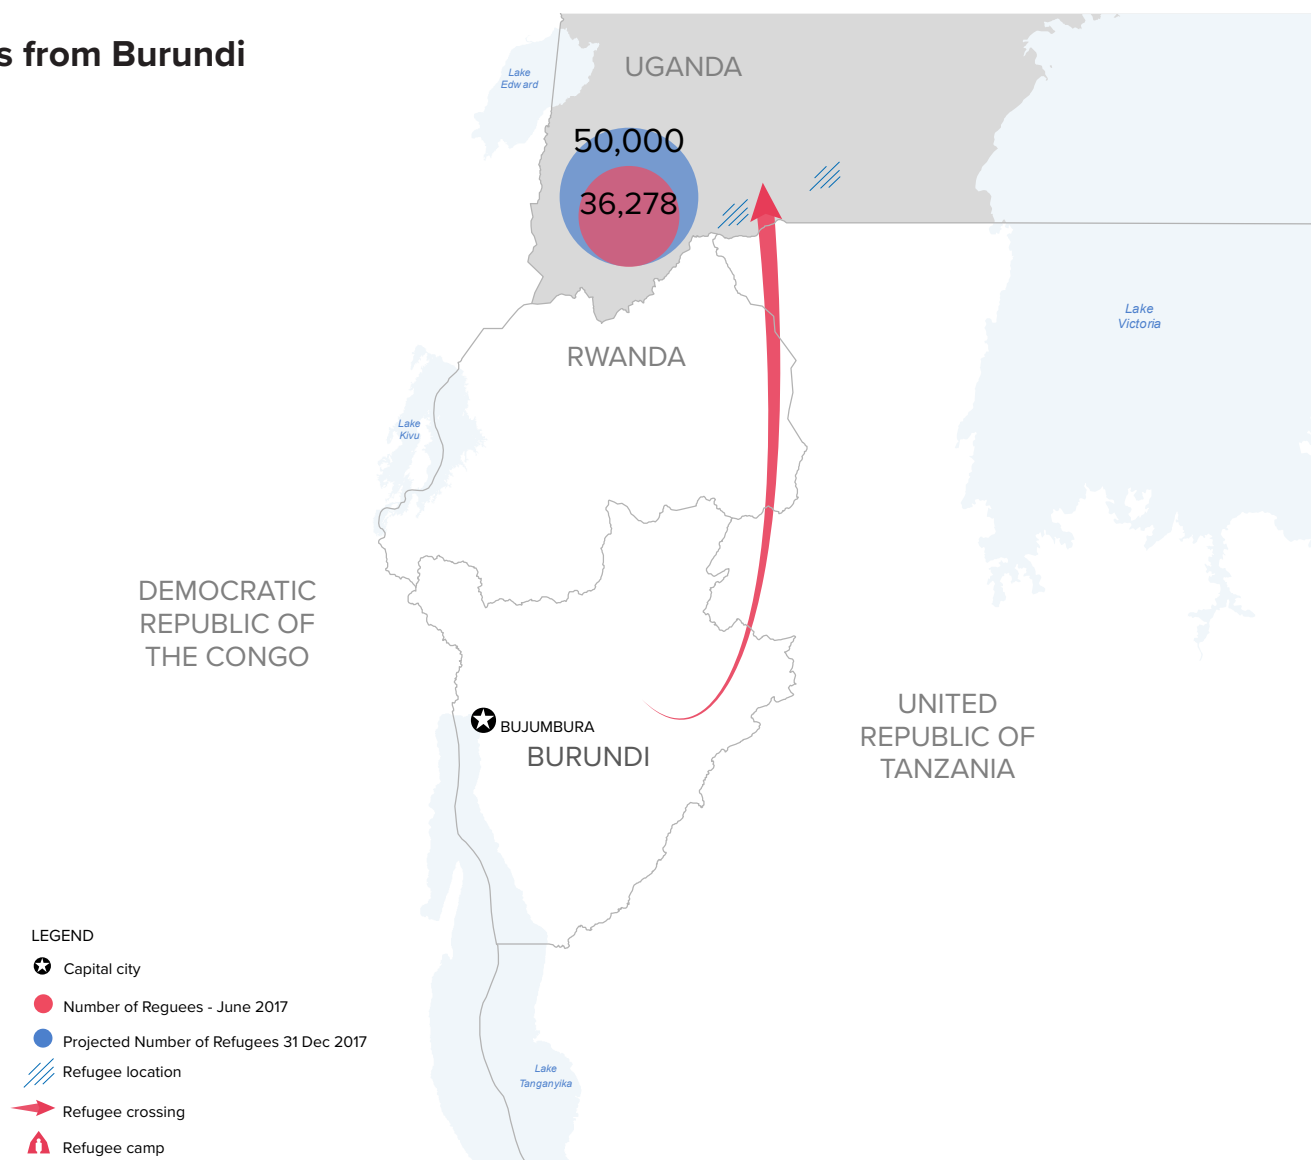 s from Burundi
Lake
Edward
UGANDA
50,000
36,278
Lake
Victoria
RWANDA
Lake
Kivu
DEMOCRATIC
REPUBLIC OF
THE CONGO
UNITED
REPUBLIC OF
TANZANIA
BUJUMBURA
BURUNDI
LEGEND
Capital city
Number of Reguees - June 2017
Projected Number of Refugees 31 Dec 2017
Refugee location
Refugee crossing
Refugee camp
Lake
Tanganyika